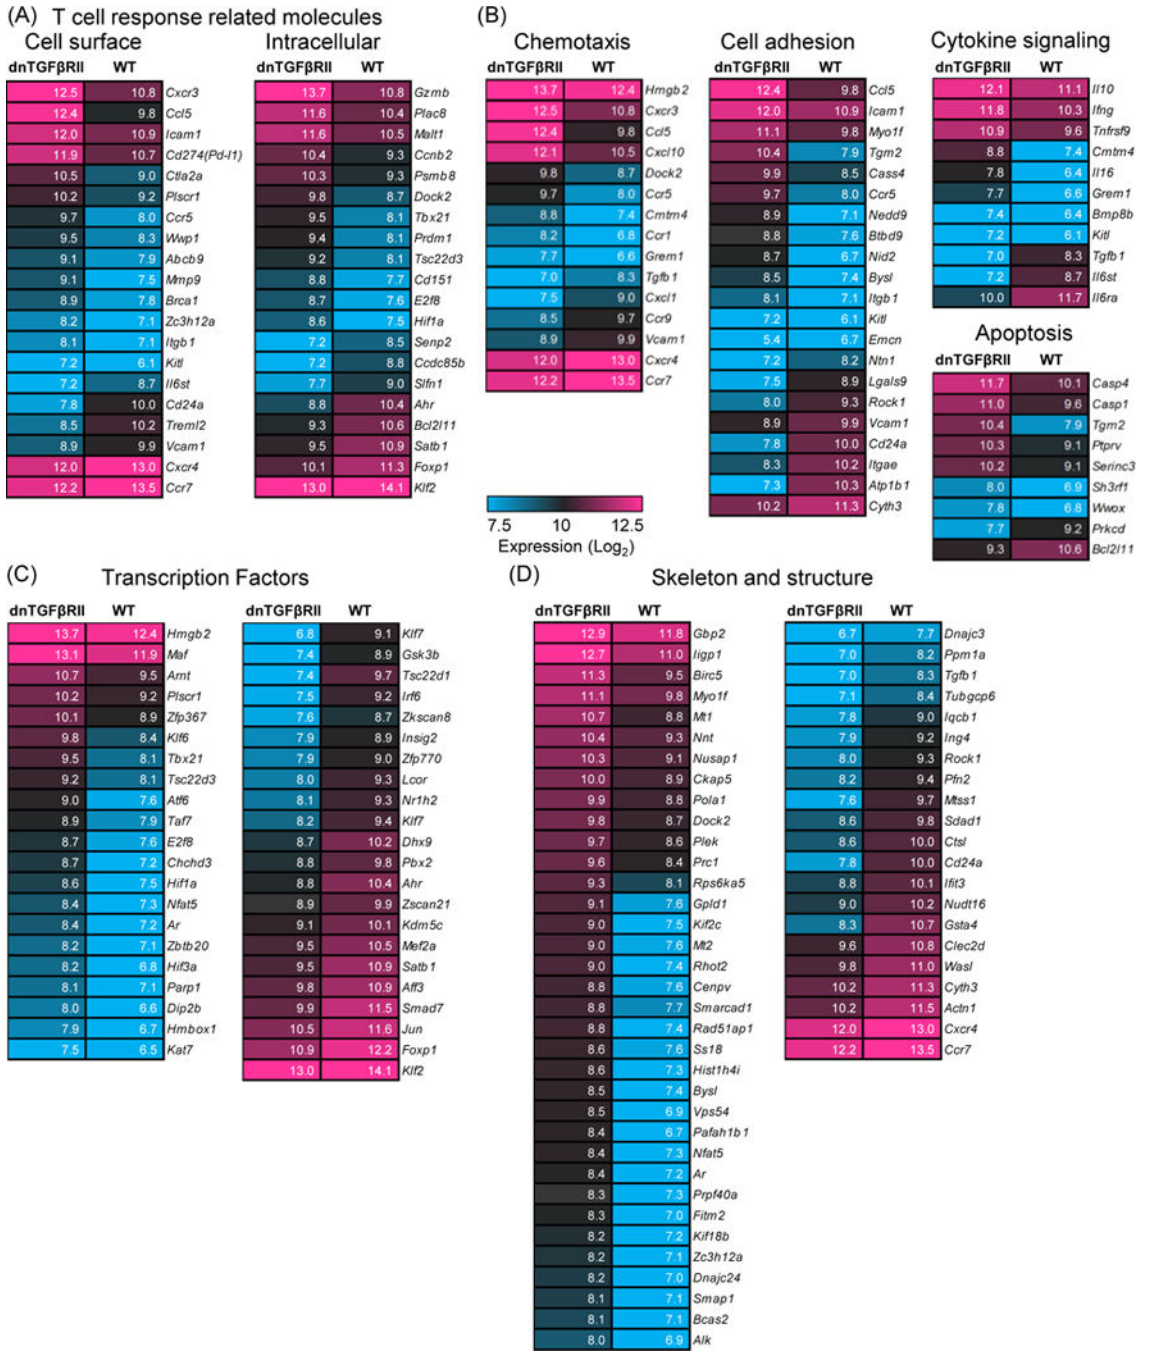 (A) T cell response related molecules
Cell surface
dnTGFβRII WT
12.5 10.8 Cxcr3
12.4 9.8 Ccl5
12.0 10.9 Icam1
11.9 10.7 Cd274(Pd-l1)
10.5 9.0 Ctla2a
10.2 9.2 Plscr1
9.7 8.0 Ccr5
9.5 8.3 Wwp1
9.1 7.9 Abcb9
9.1 7.5 Mmp9
8.9 7.8 Brca1
8.2 7.1 Zc3h12a
8.1 7.1 Itgb1
7.2 6.1 Kitl
7.2 8.7 Il6st
7.8 10.0 Cd24a
8.5 10.2 Treml2
8.9 9.9 Vcam1
12.0 13.0 Cxcr4
12.2 13.5 Ccr7
Intracellular
dnTGFβRII WT
13.7 10.8 Gzmb
11.6 10.4 Plac8
11.6 10.5 Malt1
10.4 9.3 Ccnb2
10.3 9.3 Psmb8
9.8 8.7 Dock2
9.5 8.1 Tbx21
9.4 8.1 Prdm1
9.2 8.1 Tsc22d3
8.8 7.7 Cd151
8.7 7.6 E2f8
8.6 7.5 Hif1a
7.2 8.5 Senp2
7.2 8.8 Ccdc85b
7.7 9.0 Slfn1
8.8 10.4 Ahr
9.3 10.6 Bcl2l11
9.5 10.9 Satb1
10.1 11.3 Foxp1
13.0 14.1 Klf2
(B)
Chemotaxis
dnTGFβRII WT
13.7 12.4 Hmgb2
12.5 10.8 Cxcr3
12.4 9.8 Ccl5
12.1 10.5 Cxcl10
9.8 8.7 Dock2
9.7 8.0 Ccr5
8.8 7.4 Cmtm4
8.2 6.8 Ccr1
7.7 6.6 Grem1
7.0 8.3 Tgfb1
7.5 9.0 Cxcl1
8.5 9.7 Ccr9
8.9 9.9 Vcam1
12.0 13.0 Cxcr4
12.2 13.5 Ccr7
7.5 10 12.5
Expression (Log2)
Cell adhesion
dnTGFβRII WT
12.4 9.8 Ccl5
12.0 10.9 Icam1
11.1 9.8 Myo1f
10.4 7.9 Tgm2
9.9 8.5 Cass4
9.7 8.0 Ccr5
8.9 7.1 Nedd9
8.8 7.6 Btbd9
8.7 6.7 Nid2
8.5 7.4 Bysl
8.1 7.1 Itgb1
7.2 6.1 Kitl
5.4 6.7 Emcn
7.2 8.2 Ntn1
7.5 8.9 Lgals9
8.0 9.3 Rock1
8.9 9.9 Vcam1
7.8 10.0 Cd24a
8.3 10.2 Itgae
7.3 10.3 Atp1b1
10.2 11.3 Cyth3
Cytokine signaling
dnTGFβRII WT
12.1 11.1 Il10
11.8 10.3 Ifng
10.9 9.6 Tnfrsf9
8.8 7.4 Cmtm4
7.8 6.4 Il16
7.7 6.6 Grem1
7.4 6.4 Bmp8b
7.2 6.1 Kitl
7.0 8.3 Tgfb1
7.2 8.7 Il6st
10.0 11.7 Il6ra
Apoptosis
dnTGFβRII WT
11.7 10.1 Casp4
11.0 9.6 Casp1
10.4 7.9 Tgm2
10.3 9.1 Ptprv
10.2 9.1 Serinc3
8.0 6.9 Sh3rf1
7.8 6.8 Wwox
7.7 9.2 Prkcd
9.3 10.6 Bcl2l11
(C) Transcription Factors
dnTGFβRII WT
13.7 12.4 Hmgb2
13.1 11.9 Maf
10.7 9.5 Arnt
10.2 9.2 Plscr1
10.1 8.9 Zfp367
9.8 8.4 Klf6
9.5 8.1 Tbx21
9.2 8.1 Tsc22d3
9.0 7.6 Atf6
8.9 7.9 Taf7
8.7 7.6 E2f8
8.7 7.2 Chchd3
8.6 7.5 Hif1a
8.4 7.3 Nfat5
8.4 7.2 Ar
8.2 7.1 Zbtb20
8.2 6.8 Hif3a
8.1 7.1 Parp1
8.0 6.6 Dip2b
7.9 6.7 Hmbox1
7.5 6.5 Kat7
dnTGFβRII WT
6.8 9.1 Klf7
7.4 8.9 Gsk3b
7.4 9.7 Tsc22d1
7.5 9.2 Irf6
7.6 8.7 Zkscan8
7.9 8.9 Insig2
7.9 9.0 Zfp770
8.0 9.3 Lcor
8.1 9.3 Nr1h2
8.2 9.4 Klf7
8.7 10.2 Dhx9
8.8 9.8 Pbx2
8.8 10.4 Ahr
8.9 9.9 Zscan21
9.1 10.1 Kdm5c
9.5 10.5 Mef2a
9.5 10.9 Satb1
9.8 10.9 Aff3
9.9 11.5 Smad7
10.5 11.6 Jun
10.9 12.2 Foxp1
13.0 14.1 Klf2
(D) Skeleton and structure
dnTGFβRII WT
12.9 11.8 Gbp2
12.7 11.0 Iigp1
11.3 9.5 Birc5
11.1 9.8 Myo1f
10.7 8.8 Mt1
10.4 9.3 Nnt
10.3 9.1 Nusap1
10.0 8.9 Ckap5
9.9 8.8 Pola1
9.8 8.7 Dock2
9.7 8.6 Plek
9.6 8.4 Prc1
9.3 8.1 Rps6ka5
9.1 7.6 Gpld1
9.0 7.5 Kif2c
9.0 7.6 Mt2
9.0 7.4 Rhot2
8.8 7.6 Cenpv
8.8 7.7 Smarcad1
8.8 7.4 Rad51ap1
8.6 7.6 Ss18
8.6 7.3 Hist1h4i
8.5 7.4 Bysl
8.5 6.9 Vps54
8.4 6.7 Pafah1b1
8.4 7.3 Nfat5
8.4 7.2 Ar
8.3 7.3 Prpf40a
8.3 7.0 Fitm2
8.2 7.2 Kif18b
8.2 7.1 Zc3h12a
8.2 7.0 Dnajc24
8.1 7.1 Smap1
8.1 7.1 Bcas2
8.0 6.9 Alk
dnTGFβRII WT
6.7 7.7 Dnajc3
7.0 8.2 Ppm1a
7.0 8.3 Tgfb1
7.1 8.4 Tubgcp6
7.8 9.0 Iqcb1
7.9 9.2 Ing4
8.0 9.3 Rock1
8.2 9.4 Pfn2
7.6 9.7 Mtss1
8.6 9.8 Sdad1
8.6 10.0 Ctsl
7.8 10.0 Cd24a
8.8 10.1 Ifit3
9.0 10.2 Nudt16
8.3 10.7 Gsta4
9.6 10.8 Clec2d
9.8 11.0 Wasl
10.2 11.3 Cyth3
10.2 11.5 Actn1
12.0 13.0 Cxcr4
12.2 13.5 Ccr7